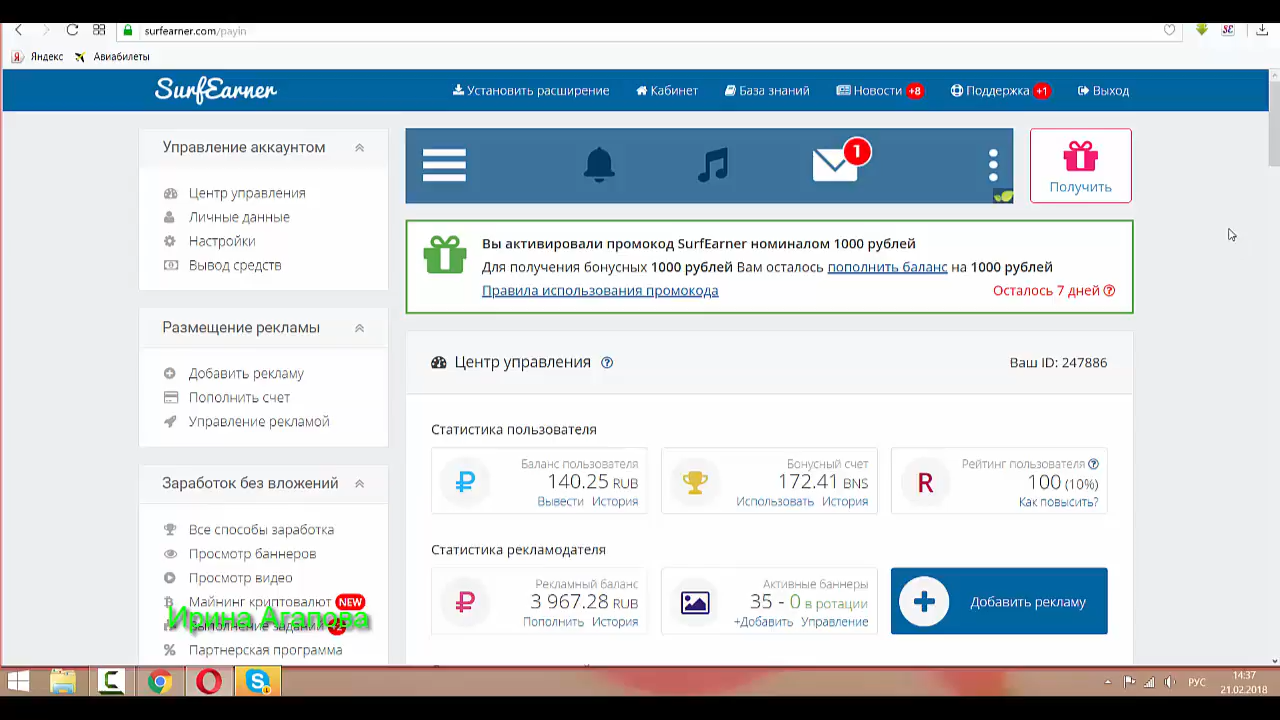 surfearner.com/payin
Яндекс Авиабилеты
SurfEarner
Установить расширение Кабинет База знаний Новости +8 Поддержка +1 Выход
Управление аккаунтом
Центр управления
Личные данные
Настройки
Вывод средств
Размещение рекламы
Добавить рекламу
Пополнить счет
Управление рекламой
Заработок без вложений
Все способы заработка
Просмотр баннеров
Просмотр видео
Майнинг криптовалют NEW
Ирина Агапова
Выполнение заданий
Партнерская программа
1
Получить
Вы активировали промокод SurfEarner номиналом 1000 рублей
Для получения бонусных 1000 рублей Вам осталось пополнить баланс на 1000 рублей
Правила использования промокода Осталось 7 дней
Центр управления Ваш ID: 247886
Статистика пользователя
Баланс пользователя
140.25 RUB
Вывести История
Бонусный счет
172.41 BNS
Использовать История
R
Рейтинг пользователя
100 (10%)
Как повысить?
Статистика рекламодателя
Рекламный баланс
3 967.28 RUB
Пополнить История
Активные баннеры
35 - 0 в ротации
+Добавить Управление
Добавить рекламу
РУС
14:37
21.02.2018